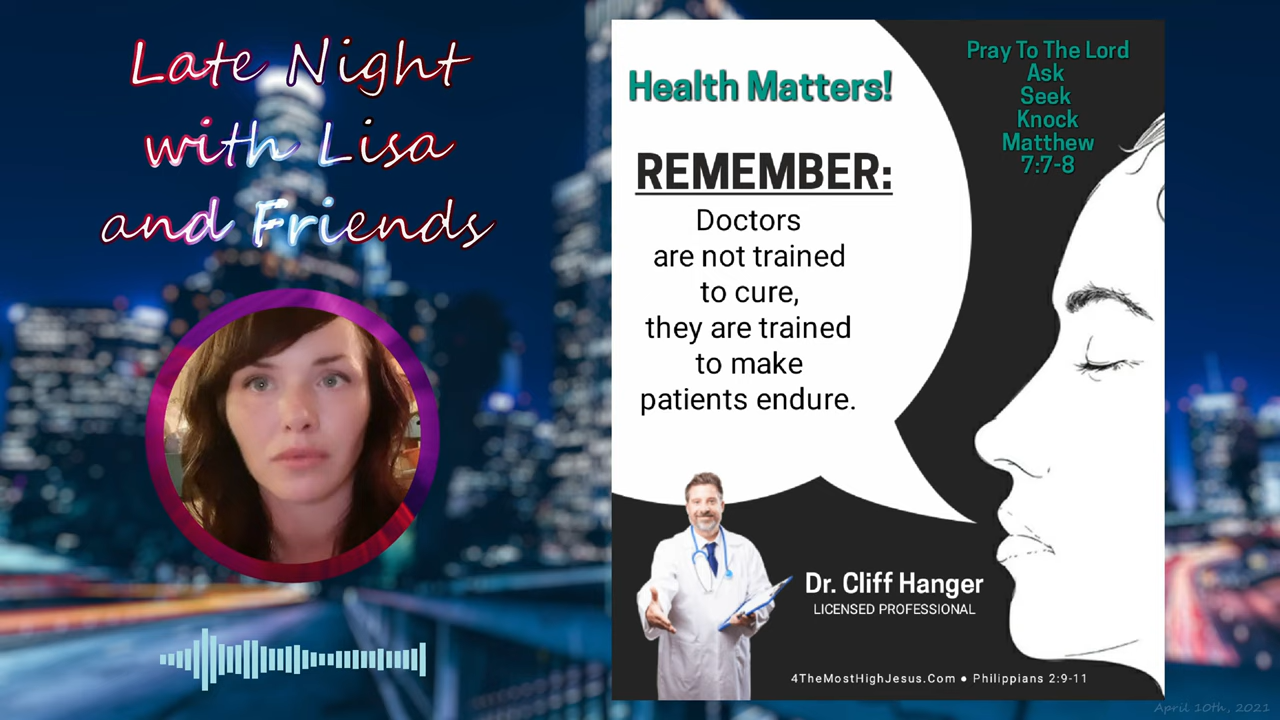 Late Night
with Lisa
and Friends
Health Matters!
REMEMBER:
Doctors
are not trained
to cure,
they are trained
to make
patients endure.
Pray To The Lord
Ask
Seek
Knock
Matthew
7:7-8
Dr. Cliff Hanger
LICENSED PROFESSIONAL
4TheMostHighJesus.Com ● Philippians 2:9-11
April 10th, 2021